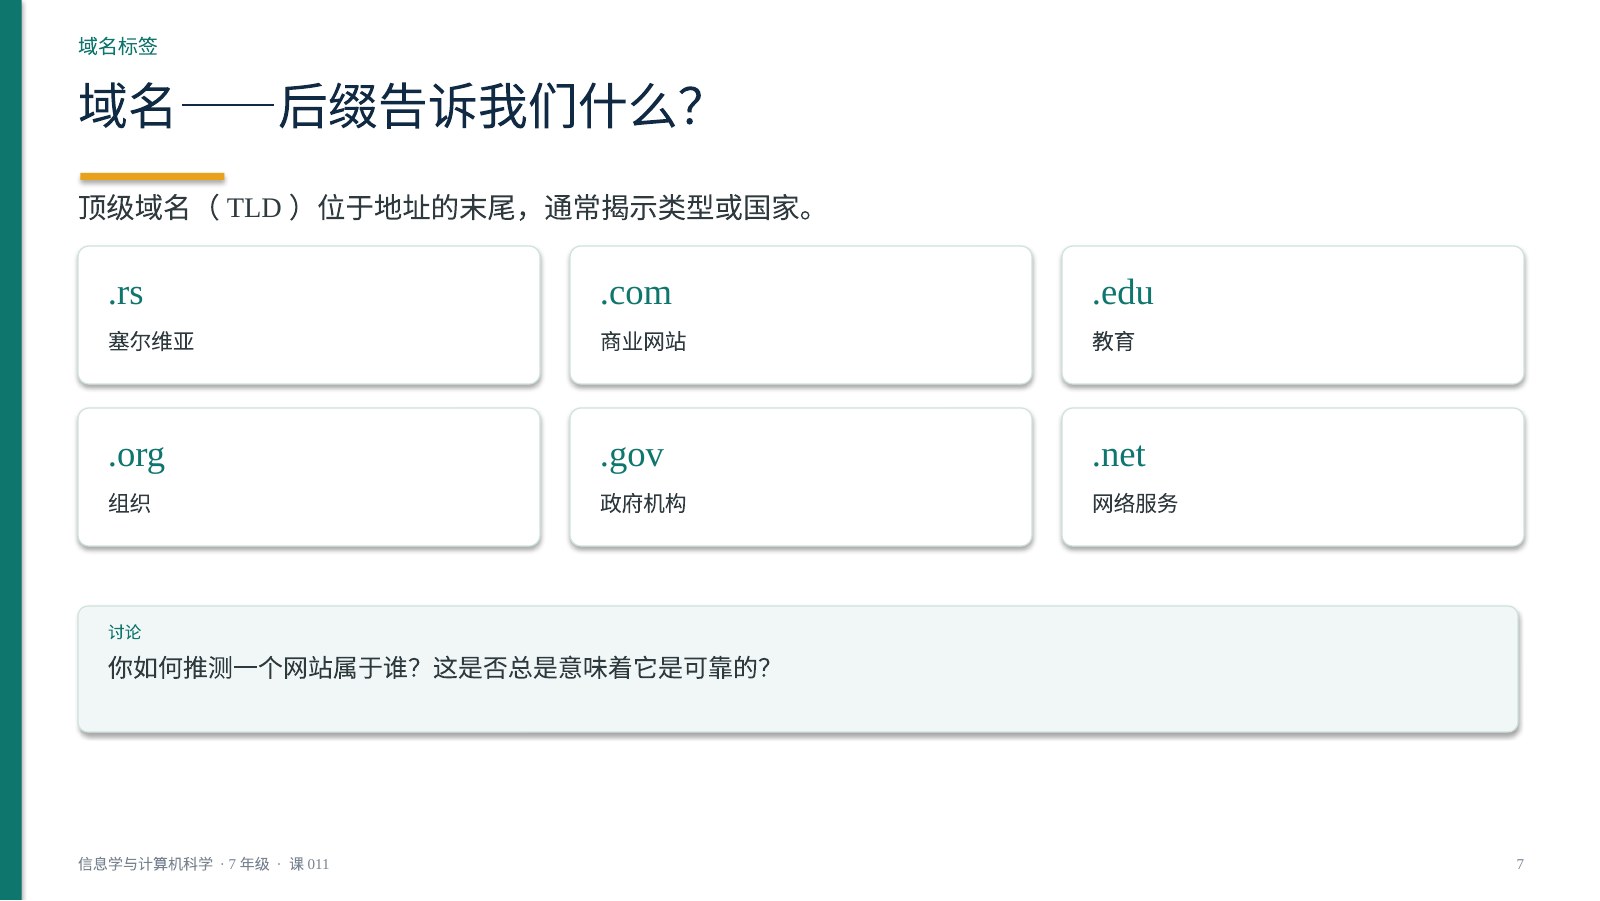 域名标签
域名——后缀告诉我们什么？
顶级域名（TLD）位于地址的末尾，通常揭示类型或国家。
.rs
塞尔维亚
.com
商业网站
.edu
教育
.org
组织
.gov
政府机构
.net
网络服务
讨论
你如何推测一个网站属于谁？这是否总是意味着它是可靠的？
信息学与计算机科学 · 7 年级 · 课 011
7